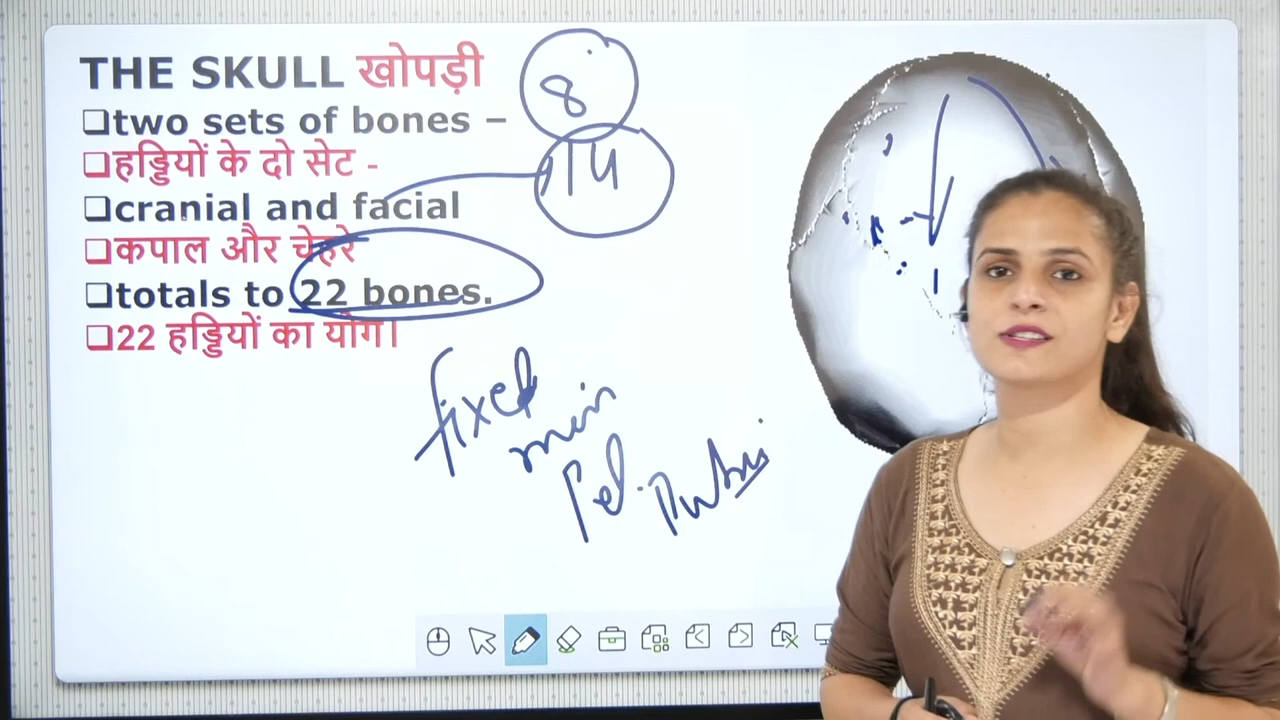 THE SKULL खोपड़ी
8
❑two sets of bones –
❑हड्डियों के दो सेट -
14
❑cranial and facial
❑कपाल और चेहरे
❑totals to 22 bones.
❑22 हड्डियों का योग।
fixed